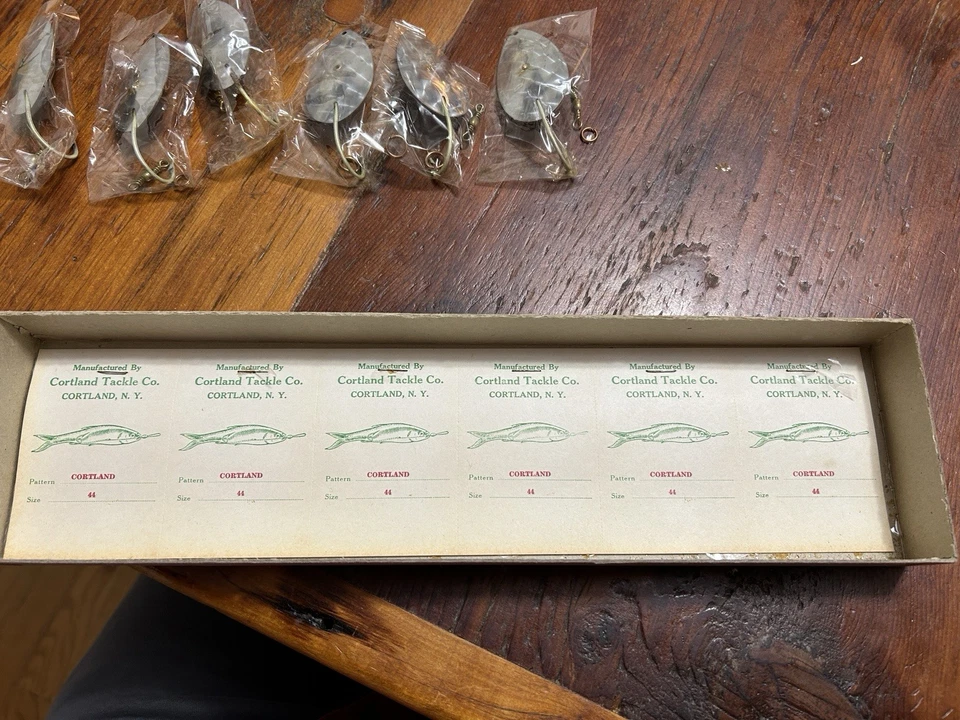 Manufactured By
Cortland Tackle Co.
CORTLAND, N. Y.
Pattern CORTLAND
Size 44
Manufactured By
Cortland Tackle Co.
CORTLAND, N. Y.
Pattern CORTLAND
Size 44
Manufactured By
Cortland Tackle Co.
CORTLAND, N. Y.
Pattern CORTLAND
Size 44
Manufactured By
Cortland Tackle Co.
CORTLAND, N. Y.
Pattern CORTLAND
Size 44
Manufactured By
Cortland Tackle Co.
CORTLAND, N. Y.
Pattern CORTLAND
Size 44
Manufactured By
Cortland Tackle Co.
CORTLAND, N. Y.
Pattern CORTLAND
Size 44